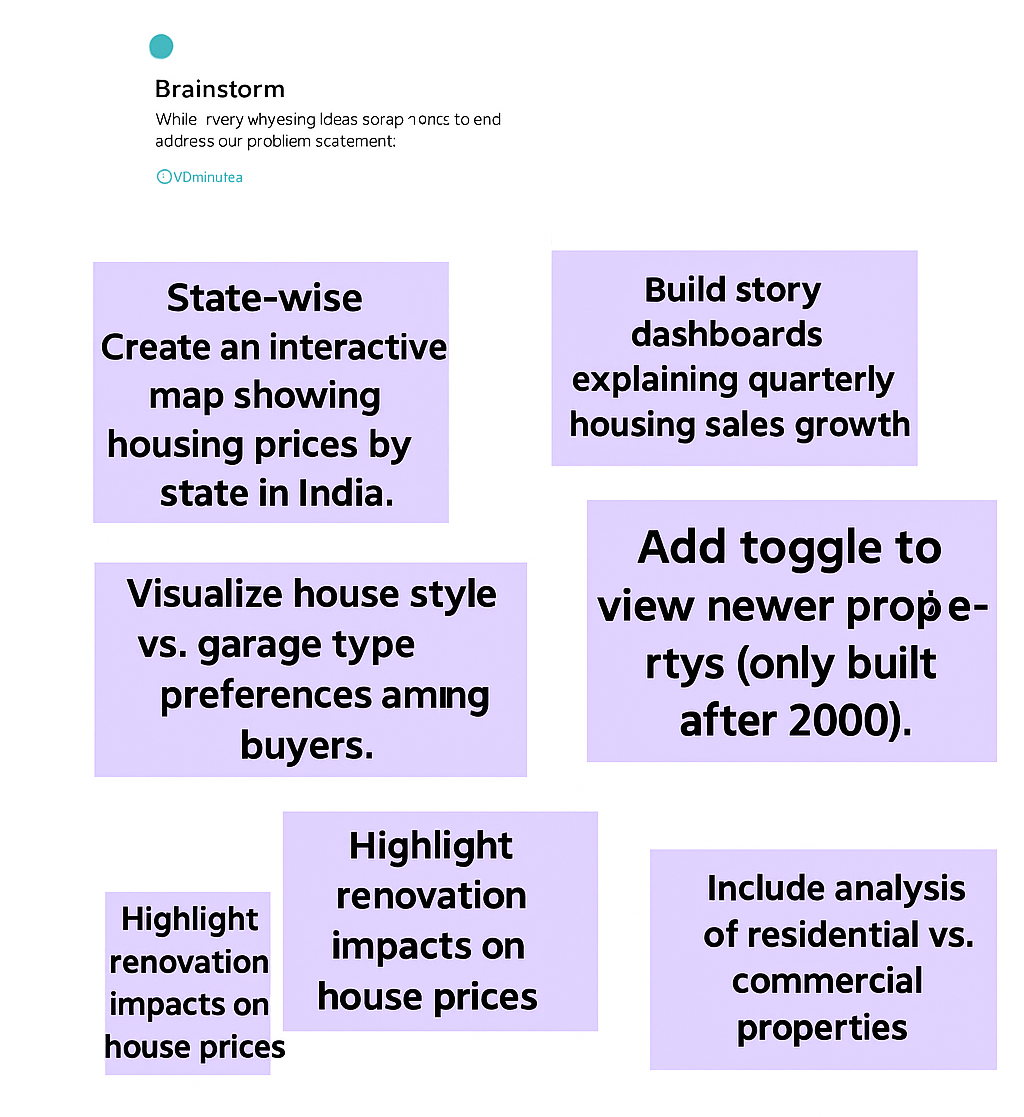 Brainstorm
While rvery whyesing Ideas sorap to end
address our probliem scatement:
VDminutea
State-wise
Create an interactive
map showing
housing prices by
state in India.
Build story
dashboards
explaining quarterly
housing sales growth
Visualize house style
vs. garage type
preferences amıng
buyers.
Add toggle to
view newer prope-
rtys (only built
after 2000).
Highlight
renovation
impacts on
house prices
Highlight
renovation
impacts on
house prices
Include analysis
of residential vs.
commercial
properties